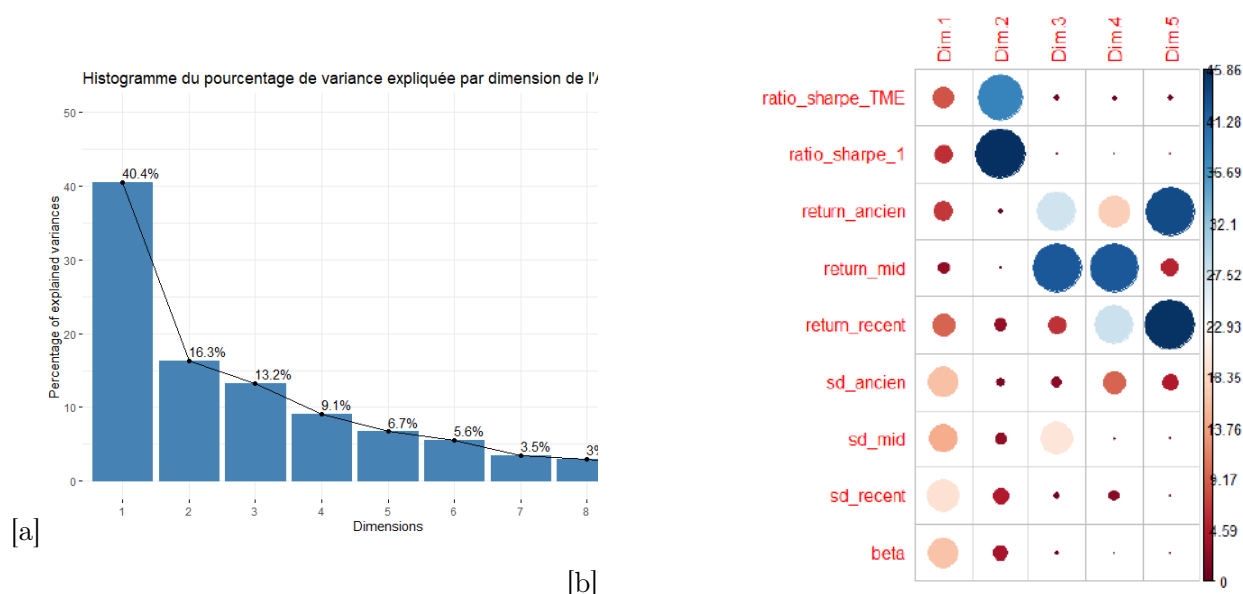 Histogramme du pourcentage de variance expliquée par dimension de l'A
Percentage of explained variances
50
40
30
20
10
0
40.4%
16.3%
13.2%
9.1%
6.7%
5.6%
3.5%
3%
1 2 3 4 5 6 7 8
Dimensions
[a]
Dim.1 Dim.2 Dim.3 Dim.4 Dim.5
ratio_sharpe_TME
ratio_sharpe_1
return_ancien
return_mid
return_recent
sd_ancien
sd_mid
sd_recent
beta
45.86
41.28
36.69
32.1
27.52
22.93
18.35
13.76
9.17
4.59
0
[b]